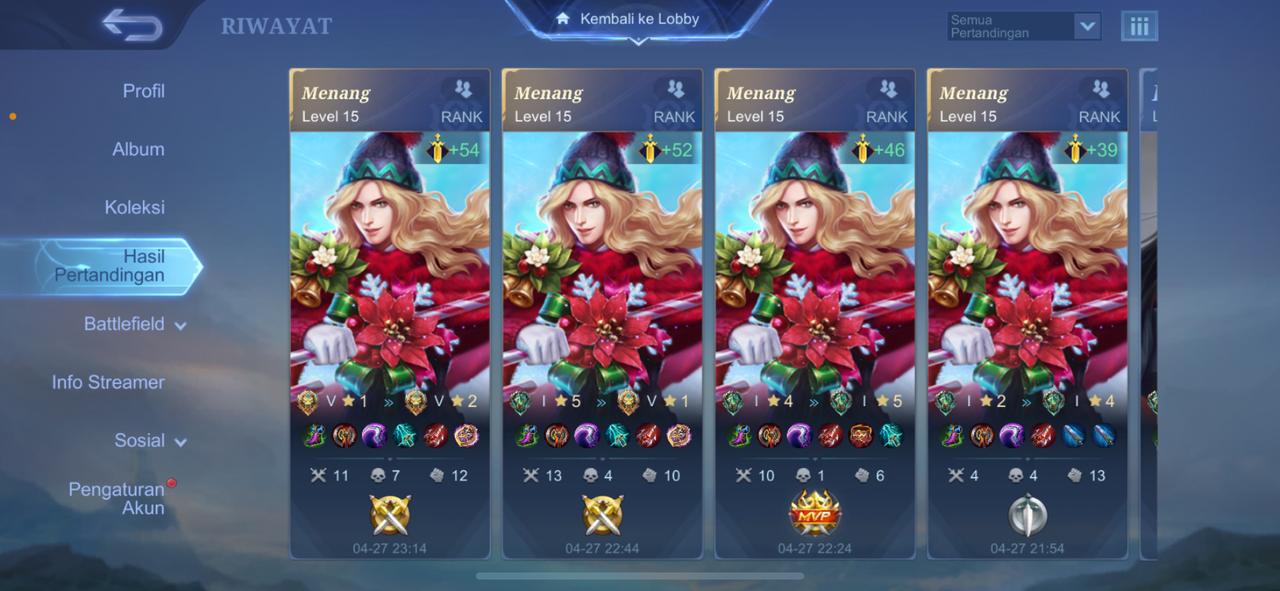 RIWAYAT
Kembali ke Lobby
Semua
Pertandingan
Profil
Album
Koleksi
Hasil
Pertandingan
Battlefield
Info Streamer
Sosial
Pengaturan
Akun
Menang
Level 15 RANK
+54
V 1 » V 2
11 7 12
04-27 23:14
Menang
Level 15 RANK
+52
I 5 » V 1
13 4 10
04-27 22:44
Menang
Level 15 RANK
+46
I 4 » I 5
10 1 6
MVP
04-27 22:24
Menang
Level 15 RANK
+39
I 2 » I 4
4 4 13
04-27 21:54